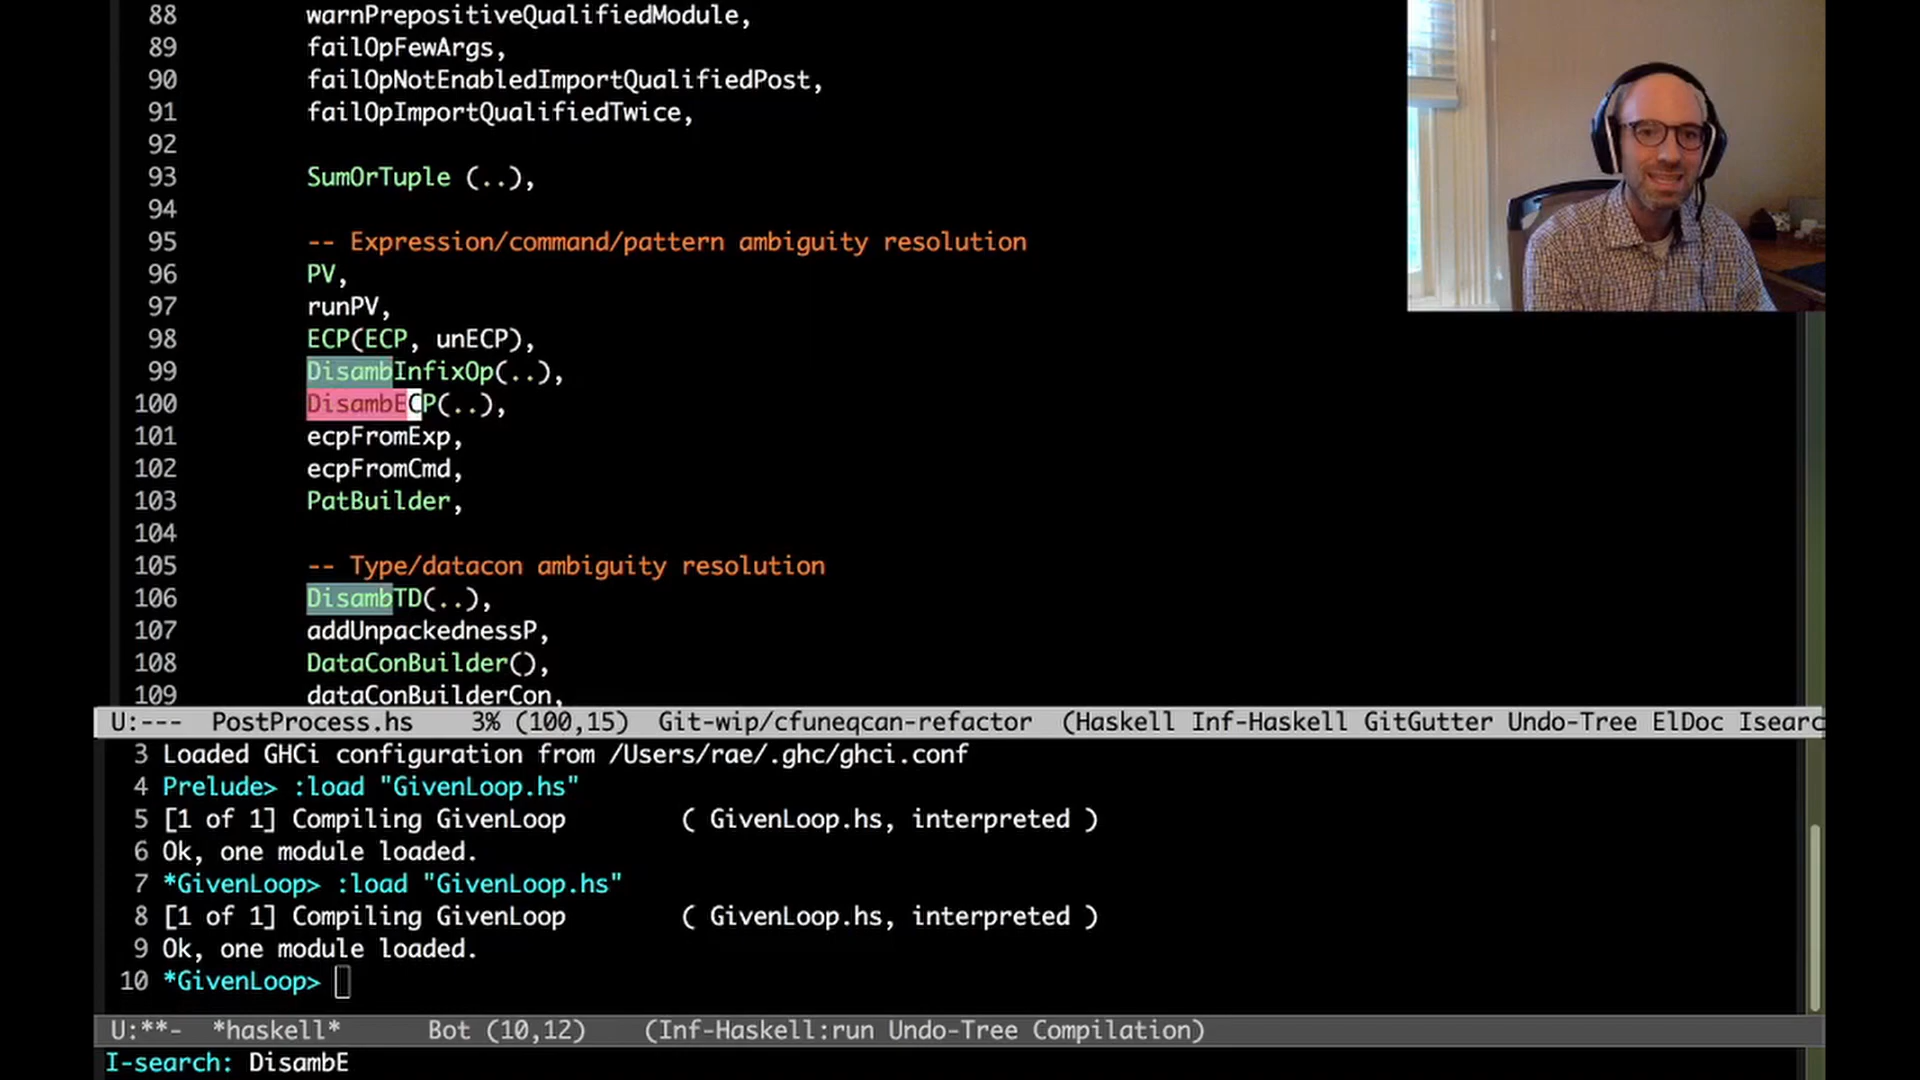 88 warnPrepositiveQualifiedModule,
89 failOpFewArgs,
90 failOpNotEnabledImportQualifiedPost,
91 failOpImportQualifiedTwice,
92
93 SumOrTuple (..),
94
95 -- Expression/command/pattern ambiguity resolution
96 PV,
97 runPV,
98 ECP(ECP, unECP),
99 DisambInfixOp(..),
100 DisambECP(..),
101 ecpFromExp,
102 ecpFromCmd,
103 PatBuilder,
104
105 -- Type/datacon ambiguity resolution
106 DisambTD(..),
107 addUnpackednessP,
108 DataConBuilder(),
109 dataConBuilderCon,
U:--- PostProcess.hs 3% (100,15) Git-wip/cfuneqcan-refactor (Haskell Inf-Haskell GitGutter Undo-Tree ElDoc Isearc
3 Loaded GHCi configuration from /Users/rae/.ghc/ghci.conf
4 Prelude> :load "GivenLoop.hs"
5 [1 of 1] Compiling GivenLoop ( GivenLoop.hs, interpreted )
6 Ok, one module loaded.
7 *GivenLoop> :load "GivenLoop.hs"
8 [1 of 1] Compiling GivenLoop ( GivenLoop.hs, interpreted )
9 Ok, one module loaded.
10 *GivenLoop>
U:**- *haskell* Bot (10,12) (Inf-Haskell:run Undo-Tree Compilation)
I-search: DisambE